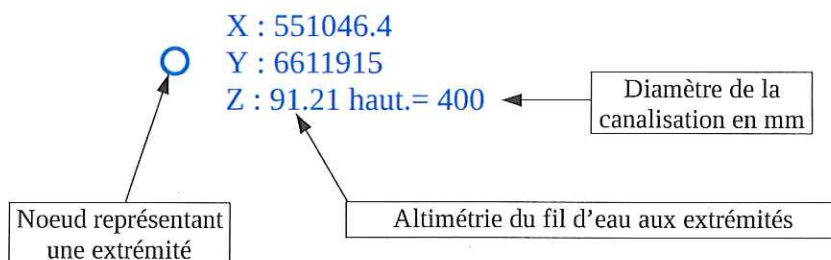 X : 551046.4
Y : 6611915
Z : 91.21 haut.= 400
Diamètre de la
canalisation en mm
Noeud représentant
une extrémité
Altimétrie du fil d'eau aux extrémités